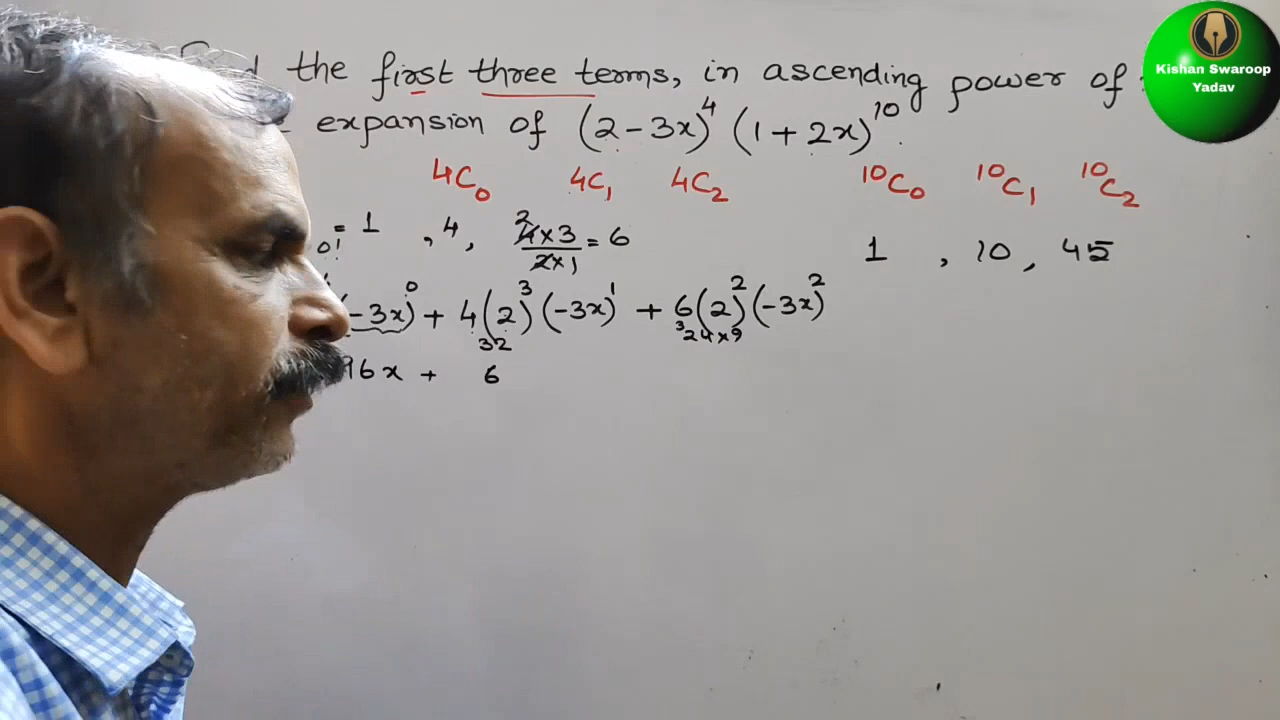 the first three terms, in ascending power of
expansion of (2-3x)^4 (1+2x)^10.
4C0 4C1 4C2 10C0 10C1 10C2
0! = 1 , 4 , 4×3/2×1 = 6 1 , 10 , 45
(-3x)^0 + 4(2)^3 (-3x)^1 + 6(2)^2 (-3x)^2
32 24×9
96x + 6
Kishan Swaroop
Yadav